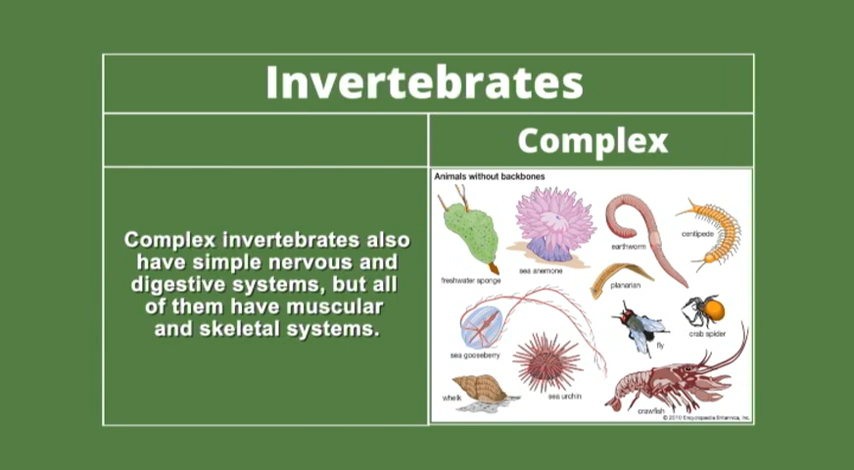 Invertebrates
Complex
Complex invertebrates also
have simple nervous and
digestive systems, but all
of them have muscular
and skeletal systems.
Animals without backbones
freshwater sponge
sea anemone
earthworm
centipede
planarian
sea gooseberry
fly
crab spider
whelk
sea urchin
crawfish
© 2010 Encyclopædia Britannica, Inc.